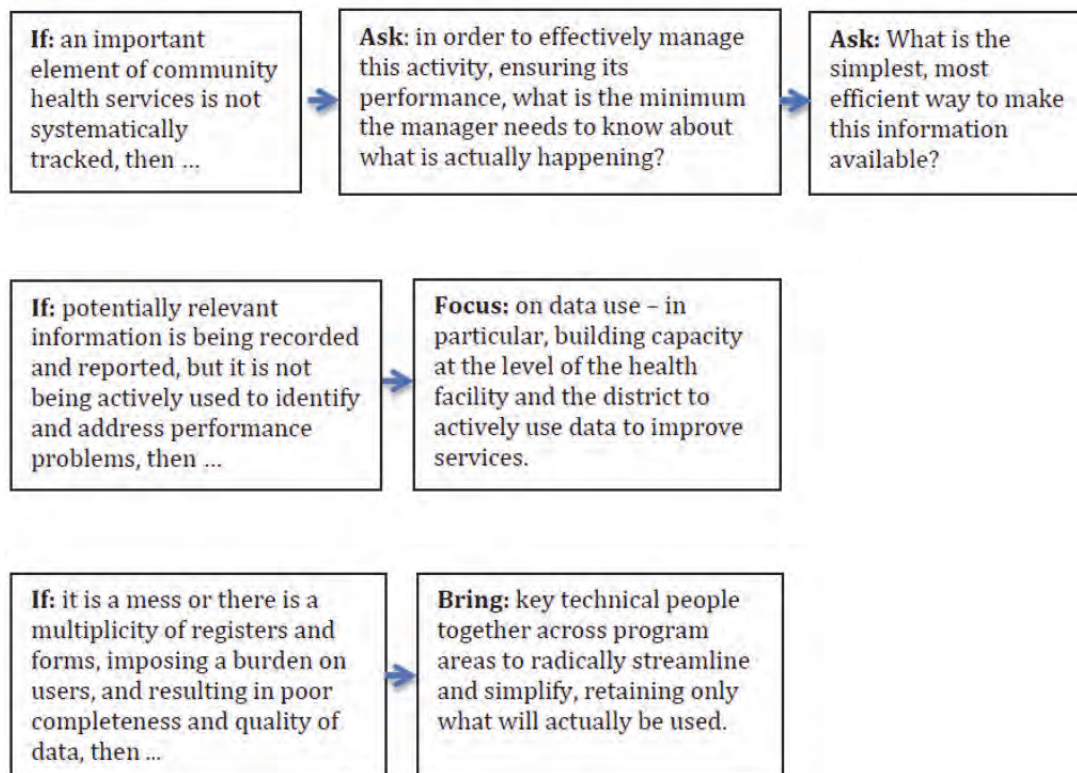 If: an important
element of community
health services is not
systematically
tracked, then ...
Ask: in order to effectively manage
this activity, ensuring its
performance, what is the minimum
the manager needs to know about
what is actually happening?
Ask: What is the
simplest, most
efficient way to make
this information
available?
If: potentially relevant
information is being recorded
and reported, but it is not
being actively used to identify
and address performance
problems, then ...
Focus: on data use – in
particular, building capacity
at the level of the health
facility and the district to
actively use data to improve
services.
If: it is a mess or there is a
multiplicity of registers and
forms, imposing a burden on
users, and resulting in poor
completeness and quality of
data, then ...
Bring: key technical people
together across program
areas to radically streamline
and simplify, retaining only
what will actually be used.